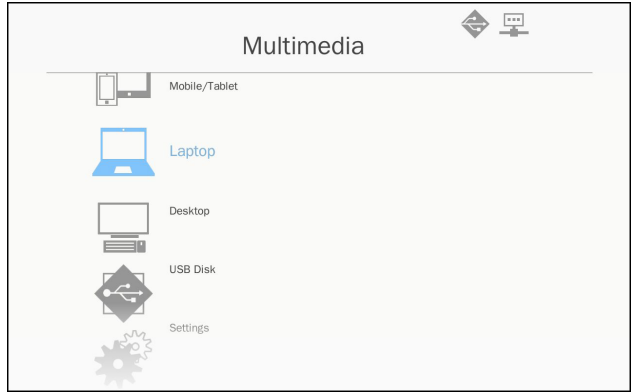 Multimedia
Mobile/Tablet
Laptop
Desktop
USB Disk
Settings